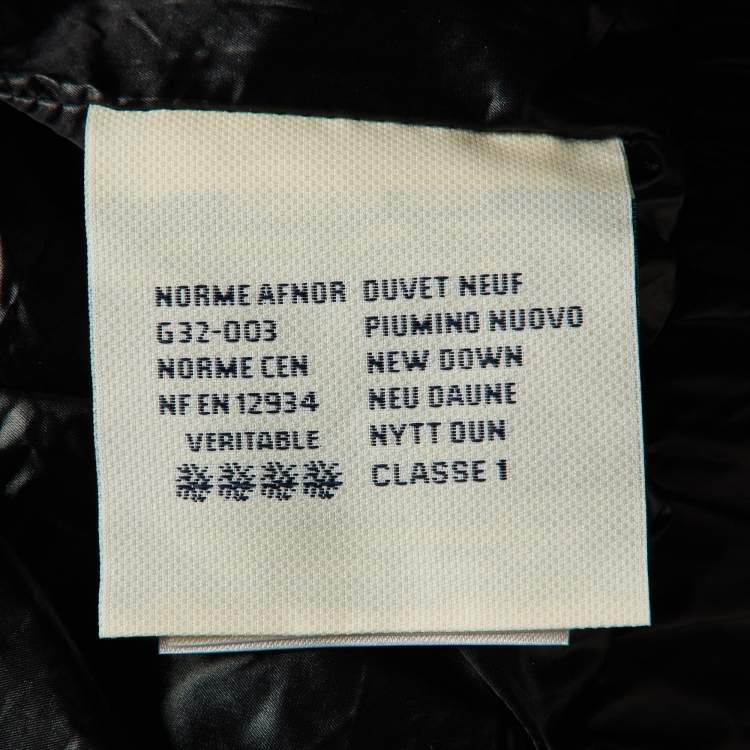 NORME AFNOR
G32-003
NORME CEN
NF EN 12934
VERITABLE
DUVET NEUF
PIUMINO NUOVO
NEW DOWN
NEU DAUNE
NYTT DUN
CLASSE 1